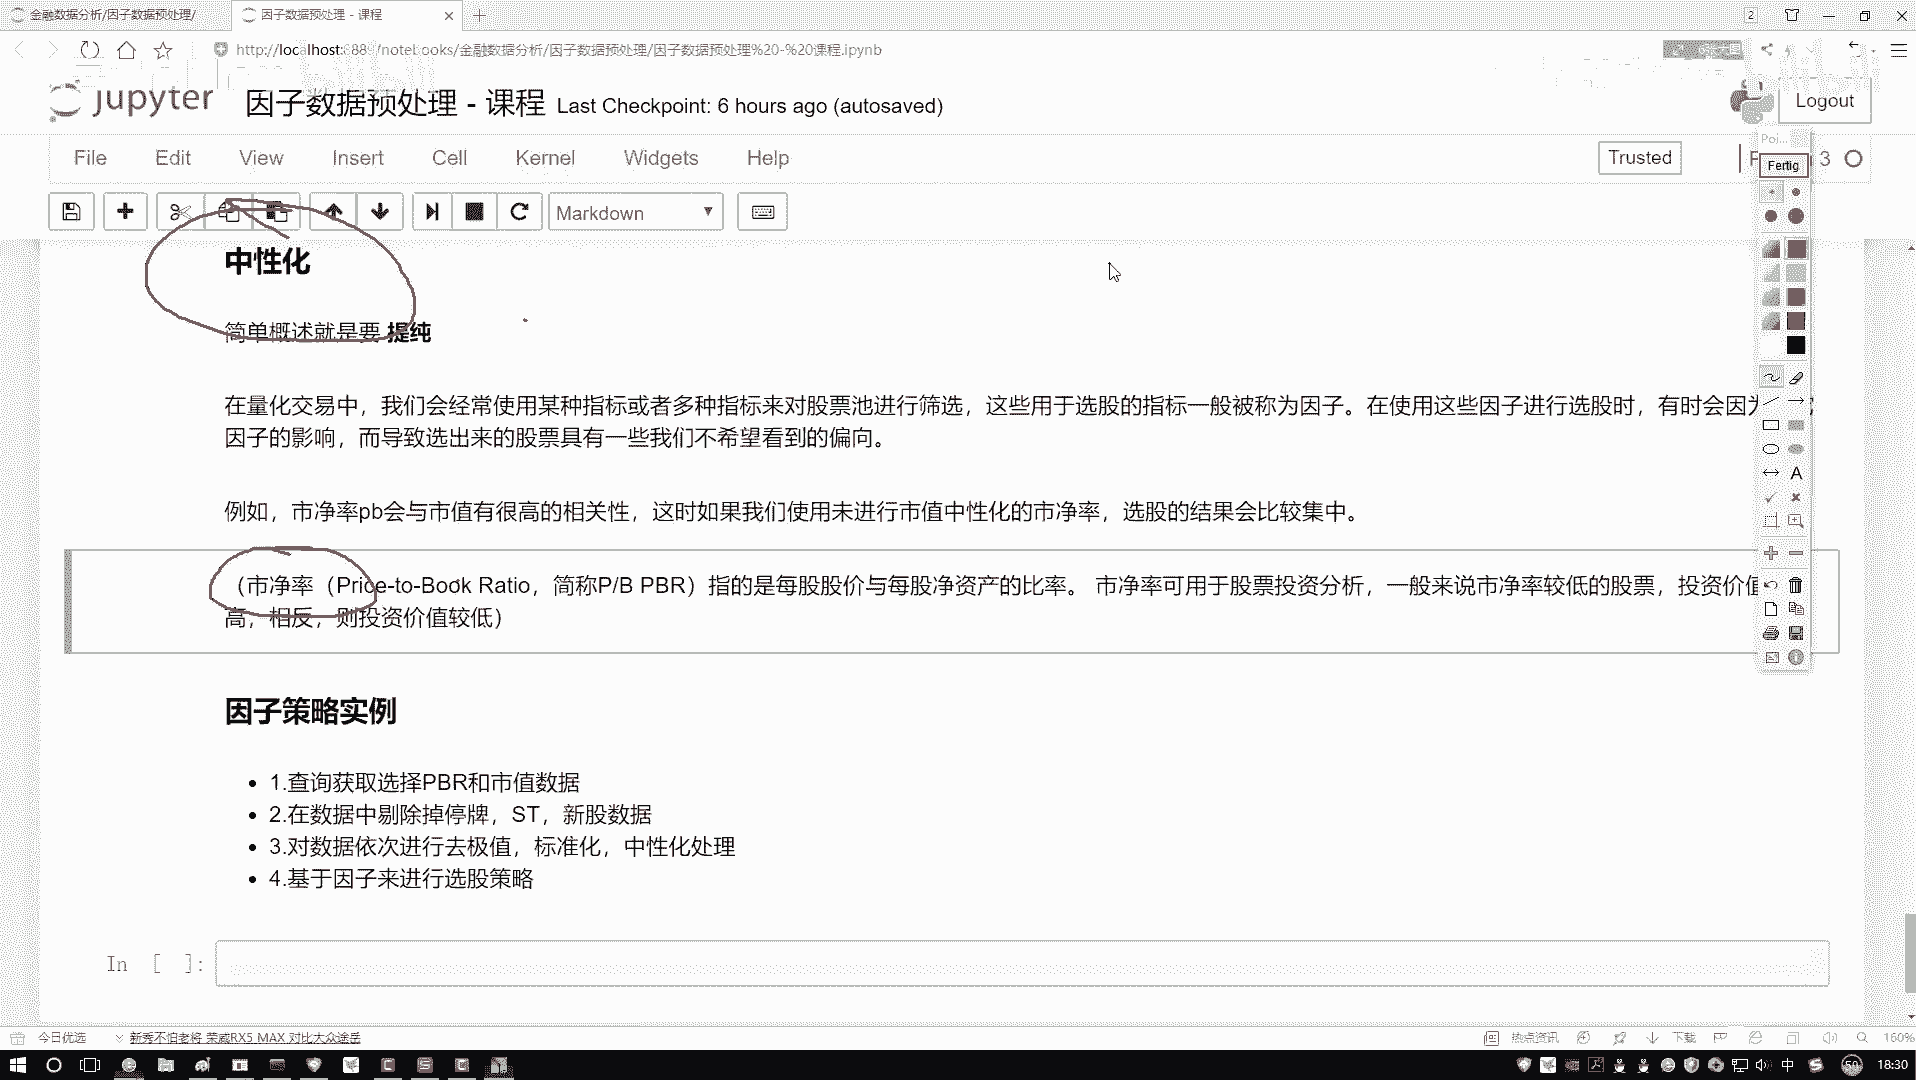 金融数据分析/因子数据预处理/
因子数据预处理 - 课程
2
http://localhost:888 /notebooks/金融数据分析/因子数据预处理/因子数据预处理%20-%20课程.ipynb
jupyter 因子数据预处理 - 课程 Last Checkpoint: 6 hours ago (autosaved)
Logout
File Edit View Insert Cell Kernel Widgets Help
Trusted
3
Fertig
Markdown
中性化
简单概述就是要 提纯
在量化交易中，我们会经常使用某种指标或者多种指标来对股票池进行筛选，这些用于选股的指标一般被称为因子。在使用这些因子进行选股时，有时会因为
因子的影响，而导致选出来的股票具有一些我们不希望看到的偏向。
例如，市净率pb会与市值有很高的相关性，这时如果我们使用未进行市值中性化的市净率，选股的结果会比较集中。
（市净率（Price-to-Book Ratio，简称P/B PBR）指的是每股股价与每股净资产的比率。 市净率可用于股票投资分析，一般来说市净率较低的股票，投资价值
高，相反，则投资价值较低）
因子策略实例
1.查询获取选择PBR和市值数据
2.在数据中剔除掉停牌，ST，新股数据
3.对数据依次进行去极值，标准化，中性化处理
4.基于因子来进行选股策略
In [ ]:
今日优选
新秀不怕老将 荣威RX5 MAX 对比大众途岳
热点资讯
下载
160%
中
59
18:30